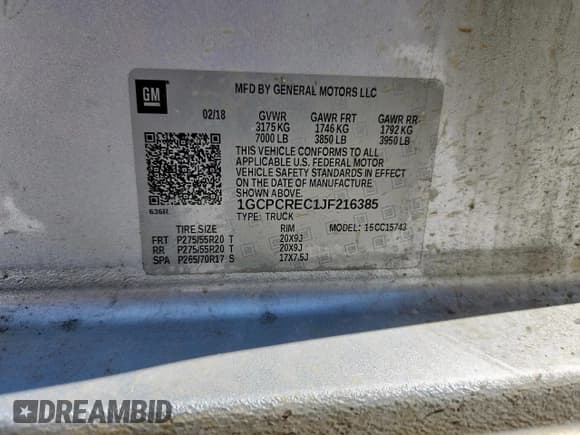 GM
MFD BY GENERAL MOTORS LLC
02/18 GVWR GAWR FRT GAWR RR
3175 KG 1746 KG 1792 KG
7000 LB 3850 LB 3950 LB
THIS VEHICLE CONFORMS TO ALL
APPLICABLE U.S. FEDERAL MOTOR
VEHICLE SAFETY STANDARDS IN EFFECT
ON THE DATE OF MANUFACTURE
SHOWN ABOVE.
1GCPCREC1JF216385
TYPE: TRUCK
TIRE SIZE RIM MODEL: 15CC15743
FRT P275/55R20 T 20X9J
RR P275/55R20 T 20X9J
SPA P265/70R17 S 17X7.5J
DREAMBID